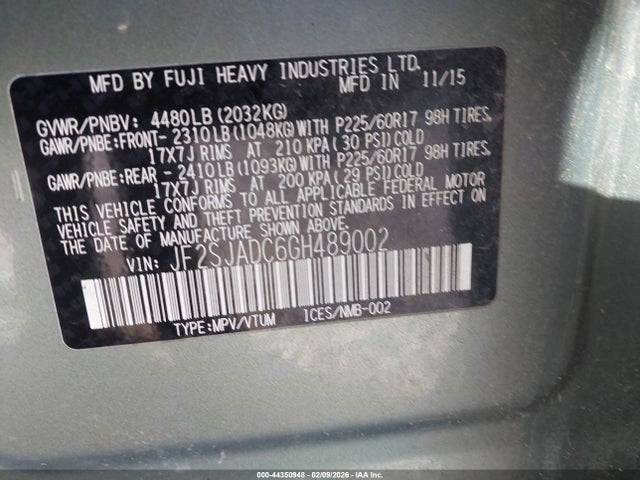 MFD BY FUJI HEAVY INDUSTRIES LTD.
MFD IN 11/15
GVWR/PNBV: 4480LB (2032KG)
GAWR/PNBE:FRONT- 2310LB (1048KG) WITH P225/60R17 98H TIRES,
17X7J RIMS AT 210 KPA ( 30 PSI) COLD
GAWR/PNBE:REAR - 2410LB (1093KG) WITH P225/60R17 98H TIRES,
17X7J RIMS AT 200 KPA ( 29 PSI) COLD
THIS VEHICLE CONFORMS TO ALL APPLICABLE FEDERAL MOTOR
VEHICLE SAFETY AND THEFT PREVENTION STANDARDS IN EFFECT ON
THE DATE OF MANUFACTURE SHOWN ABOVE.
VIN: JF2SJADC6GH489002
TYPE:MPV/VTUM ICES/NMB-002
000-44350948 - 02/09/2026 - IAA Inc.